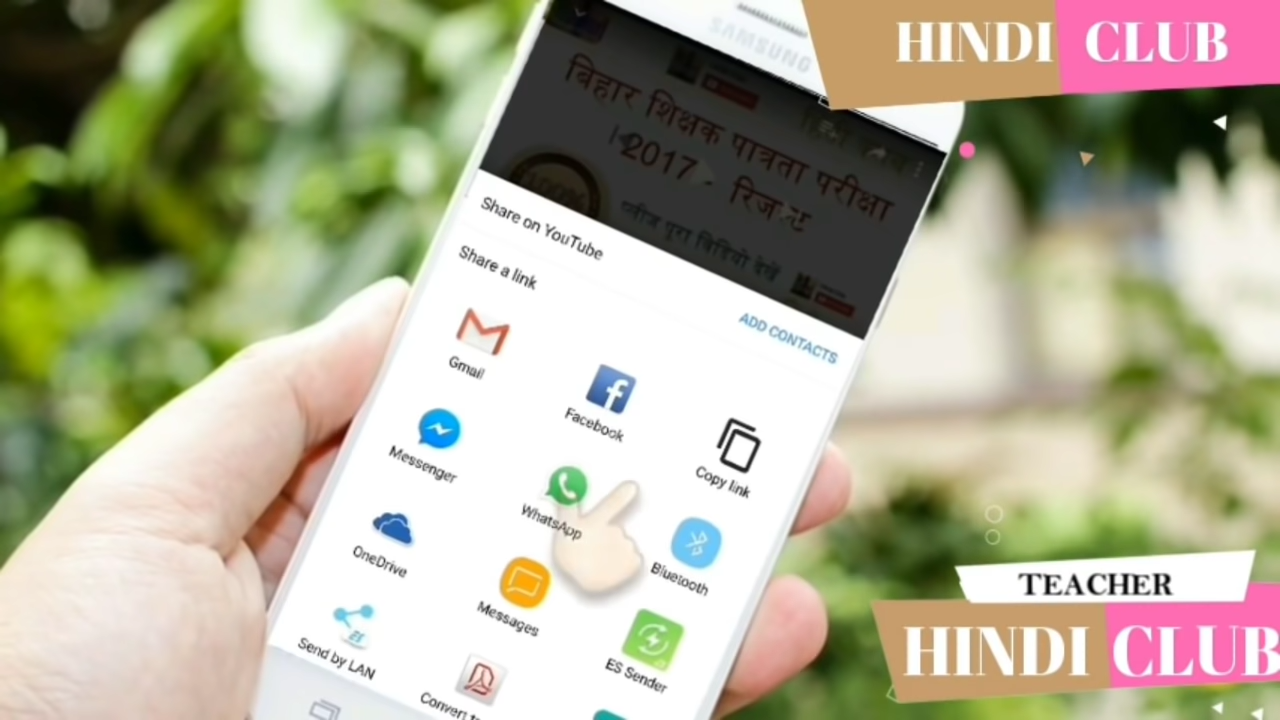 HINDI CLUB
SAMSUNG
बिहार शिक्षक पात्रता परीक्षा
2017 - रिजल्ट
प्लीज पूरा विडियो देखें
Share on YouTube
Share a link
ADD CONTACTS
Gmail
Facebook
Copy link
Messenger
WhatsApp
Bluetooth
OneDrive
Messages
ES Sender
Send by LAN
Convert
TEACHER
HINDI CLUB